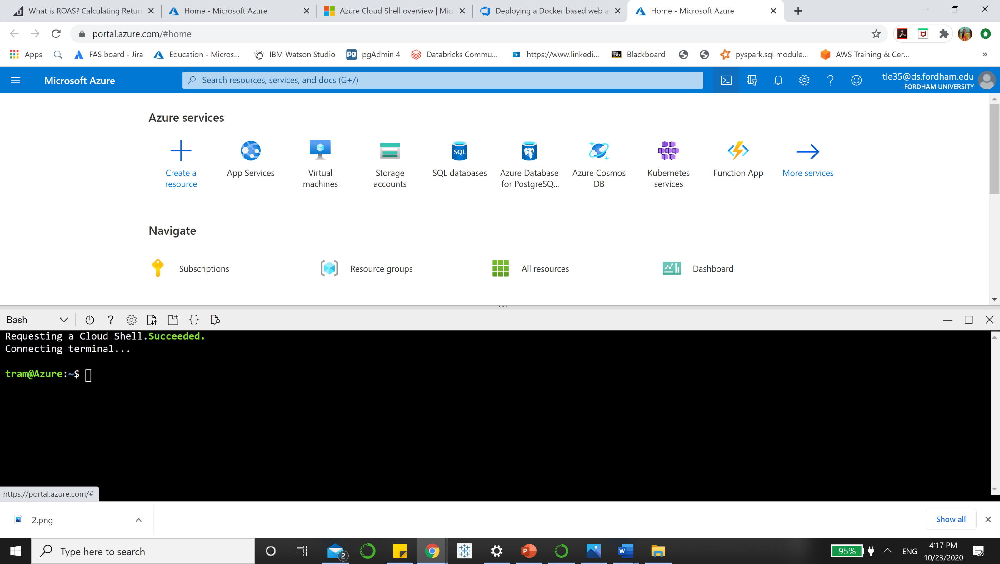 What is ROAS? Calculating Retur
Home - Microsoft Azure
Azure Cloud Shell overview | Micr
Deploying a Docker based web a
Home - Microsoft Azure
portal.azure.com/#home
Apps
FAS board - Jira
Education - Micros...
IBM Watson Studio
pgAdmin 4
Databricks Commu...
https://www.linkedi...
Blackboard
pyspark.sql module...
AWS Training & Cer...
»
Microsoft Azure
Search resources, services, and docs (G+/)
tle35@ds.fordham.edu
FORDHAM UNIVERSITY
Azure services
Create a
resource
App Services
Virtual
machines
Storage
accounts
SQL
SQL databases
Azure Database
for PostgreSQ...
Azure Cosmos
DB
Kubernetes
services
Function App
More services
Navigate
Subscriptions
Resource groups
All resources
Dashboard
Bash
Requesting a Cloud Shell.Succeeded.
Connecting terminal...
tram@Azure:~$
https://portal.azure.com/#
2.png
Show all
Type here to search
2
95%
ENG
4:17 PM
10/23/2020